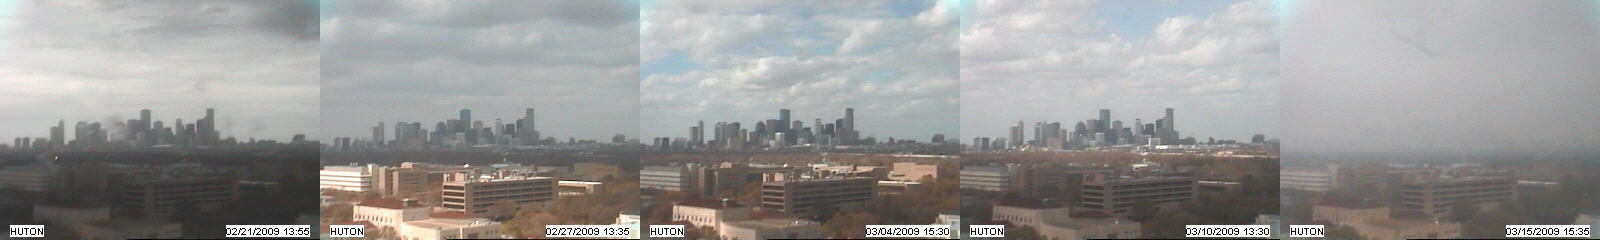 HUTON 02/21/2009 13:55
HUTON 02/27/2009 13:35
HUTON 03/04/2009 15:30
HUTON 03/10/2009 13:30
HUTON 03/15/2009 15:35